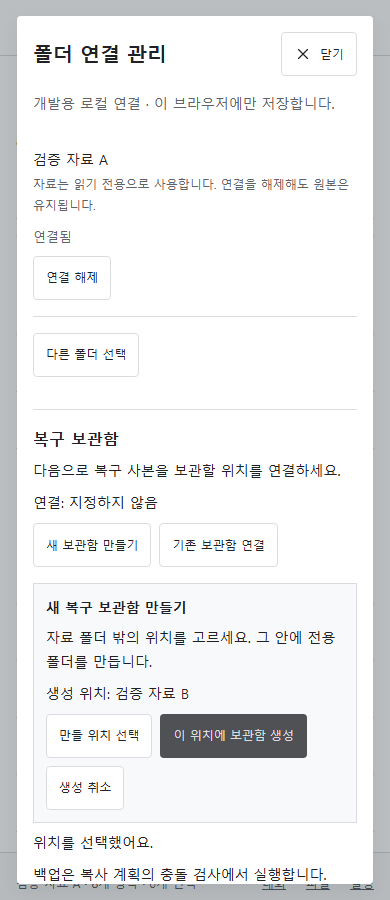 폴더 연결 관리
닫기
개발용 로컬 연결 · 이 브라우저에만 저장합니다.
검증 자료 A
자료는 읽기 전용으로 사용합니다. 연결을 해제해도 원본은
유지됩니다.
연결됨
연결 해제
다른 폴더 선택
복구 보관함
다음으로 복구 사본을 보관할 위치를 연결하세요.
연결: 지정하지 않음
새 보관함 만들기
기존 보관함 연결
새 복구 보관함 만들기
자료 폴더 밖의 위치를 고르세요. 그 안에 전용
폴더를 만듭니다.
생성 위치: 검증 자료 B
만들 위치 선택
이 위치에 보관함 생성
생성 취소
위치를 선택했어요.
백업은 복사 계획의 충돌 검사에서 실행합니다.